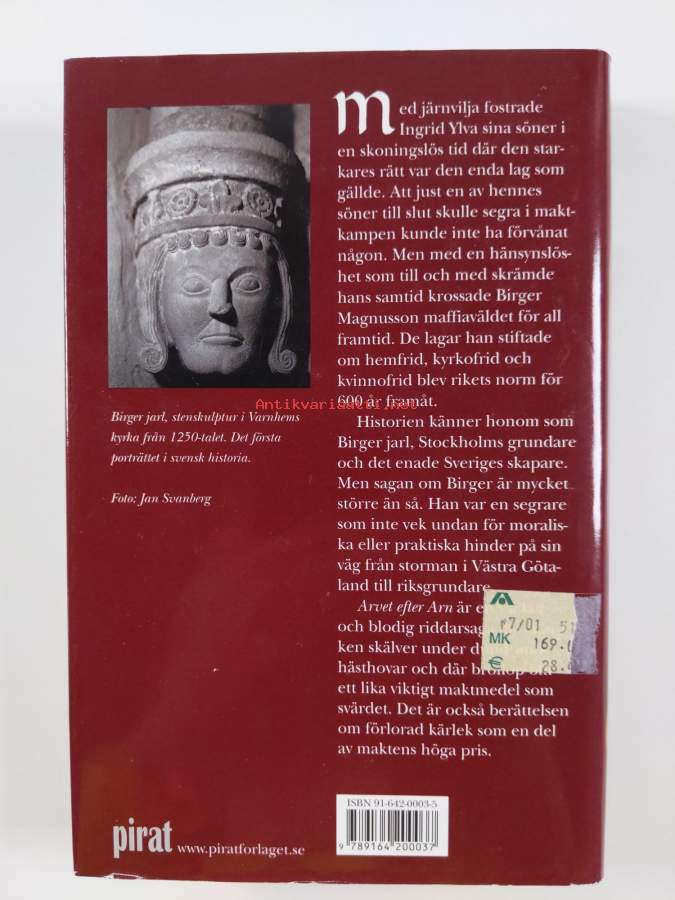 Med järnvilja fostrade
Ingrid Ylva sina söner i
en skoningslös tid där den star-
kares rätt var den enda lag som
gällde. Att just en av hennes
söner till slut skulle segra i makt-
kampen kunde inte ha förvånat
någon. Men med en hänsynslös-
het som till och med skrämde
hans samtid krossade Birger
Magnusson maffiaväldet för all
framtid. De lagar han stiftade
om hemfrid, kyrkofrid och
kvinnofrid blev rikets norm för
600 år framåt.
Historien känner honom som
Birger jarl, Stockholms grundare
och det enade Sveriges skapare.
Men sagan om Birger är mycket
större än så. Han var en segrare
som inte vek undan för moralis-
ka eller praktiska hinder på sin
väg från storman i Västra Göta-
land till riksgrundare.
Arvet efter Arn är
och blodig riddarsag
ken skälver under
hästhovar och där
ett lika viktigt maktmedel som
svärdet. Det är också berättelsen
om förlorad kärlek som en del
av maktens höga pris.
Birger jarl, stenskulptur i Varnhems
kyrka från 1250-talet. Det första
porträttet i svensk historia.
Foto: Jan Svanberg
Antikvariaatti.net
MK 169.
€ 28.
ISBN 91-642-0003-5
9 789164 200037
pirat www.piratforlaget.se